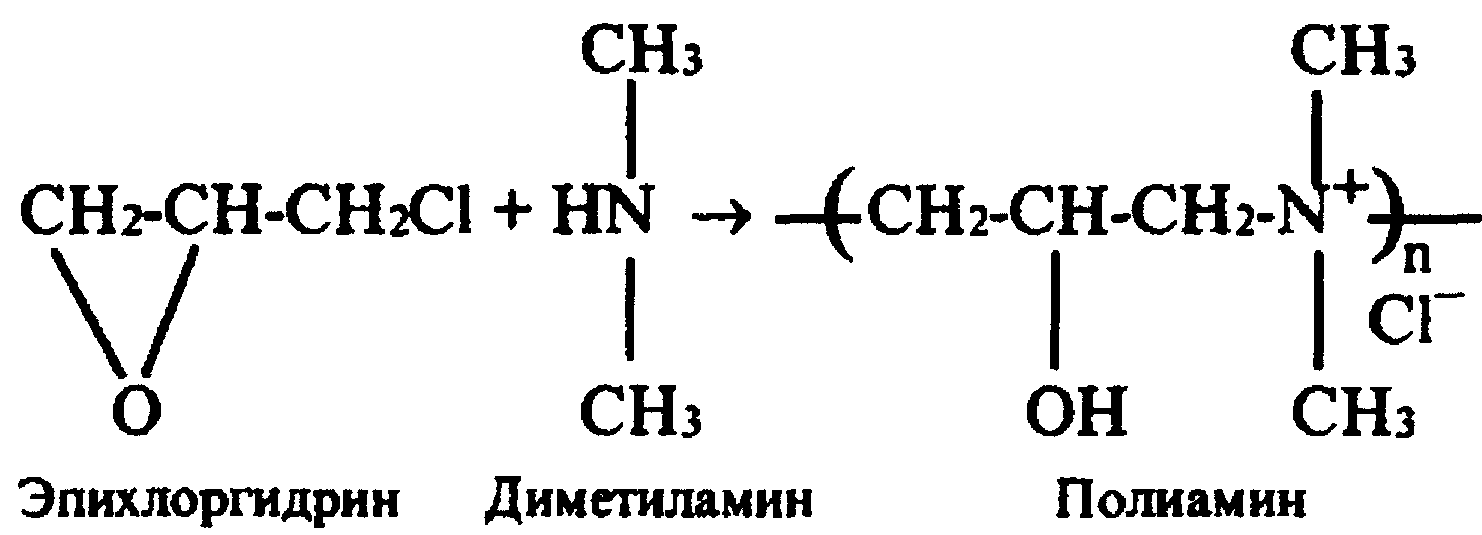 CH3 CH3
CH2-CH-CH2Cl + HN → -(CH2-CH-CH2-N+)n-
Cl−
O CH3 OH CH3
Эпихлоргидрин Диметиламин Полиамин